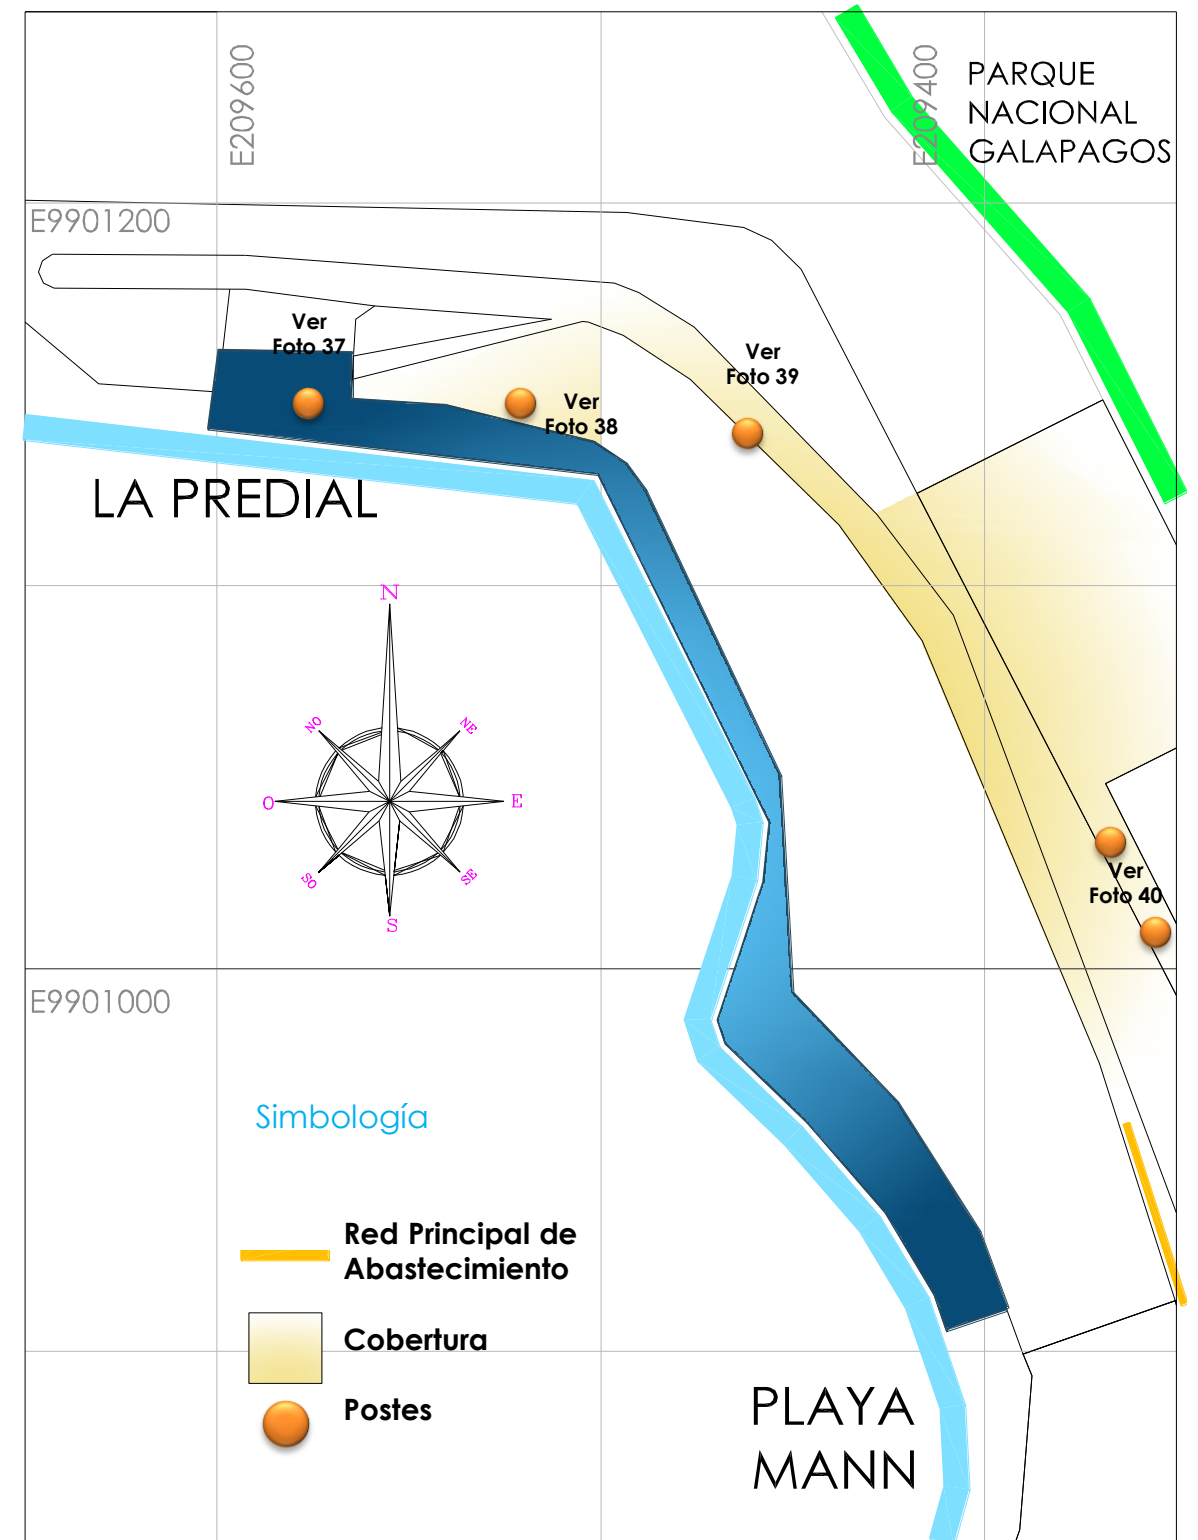 E209600
E209400
PARQUE
NACIONAL
GALAPAGOS
E9901200
Ver
Foto 37
Ver
Foto 38
Ver
Foto 39
LA PREDIAL
N
NO
NE
O
E
SO
SE
S
Ver
Foto 40
E9901000
Simbología
Red Principal de
Abastecimiento
Cobertura
Postes
PLAYA
MANN